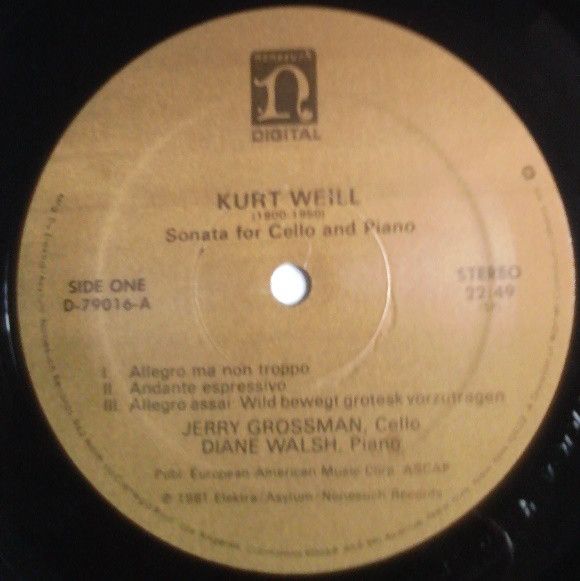 NONESUCH
DIGITAL
KURT WEILL
(1900-1950)
Sonata for Cello and Piano
SIDE ONE
D-79016-A
STEREO
22:49
I. Allegro ma non troppo
II. Andante espressivo
III. Allegro assai: Wild bewegt grotesk vorzutragen
JERRY GROSSMAN, Cello
DIANE WALSH, Piano
Publ. European American Music Corp. ASCAP
℗ 1981 Elektra/Asylum/Nonesuch Records